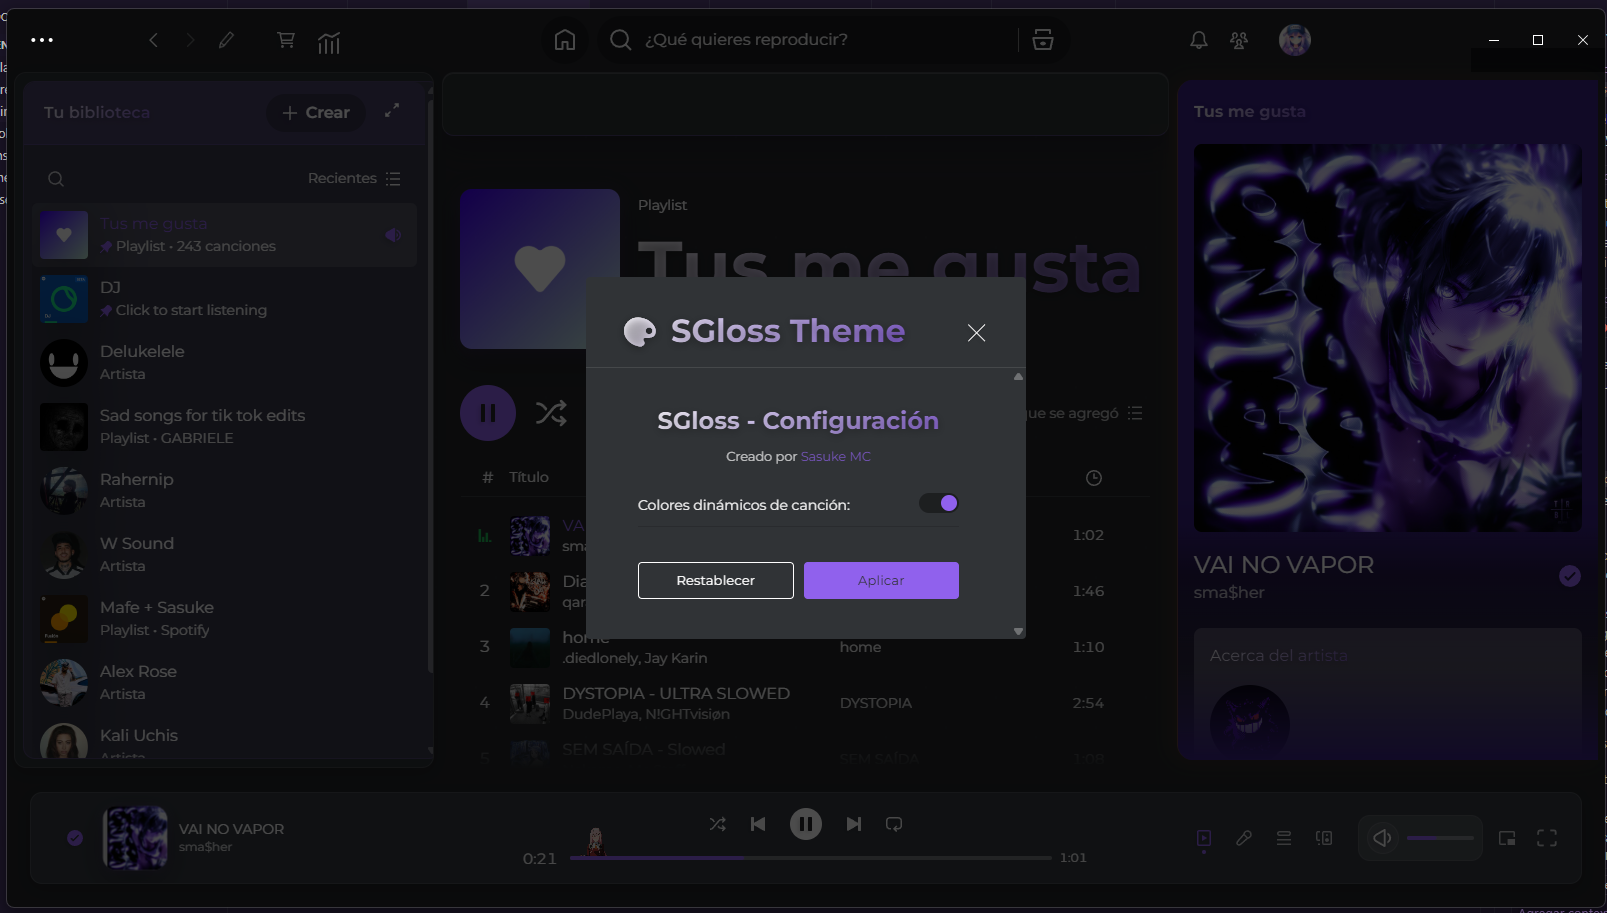 ¿Qué quieres reproducir?
Tu biblioteca
Crear
Recientes
Tus me gusta
Playlist • 243 canciones
DJ
Click to start listening
Delukelele
Artista
Sad songs for tik tok edits
Playlist • GABRIELE
Rahernip
Artista
W Sound
Artista
Mafe + Sasuke
Playlist • Spotify
Alex Rose
Artista
Kali Uchis
Artista
Playlist
Tus me gusta
que se agregó
# Título
1:02
2
1:46
3 home home 1:10
.diedlonely, Jay Karin
4 DYSTOPIA - ULTRA SLOWED DYSTOPIA 2:54
DudePlaya, N!GHTvisiøn
5 SEM SAÍDA - Slowed SEM SAÍDA 1:08
SGloss Theme
SGloss - Configuración
Creado por Sasuke MC
Colores dinámicos de canción:
Restablecer
Aplicar
Tus me gusta
VAI NO VAPOR
sma$her
Acerca del artista
VAI NO VAPOR
sma$her
0:21
1:01